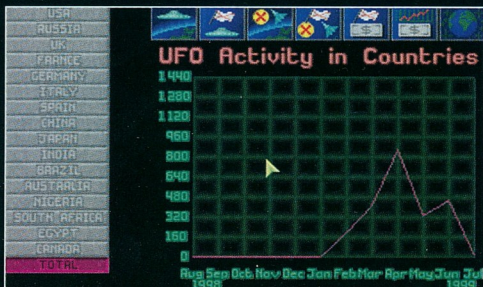 USA
RUSSIA
UK
FRANCE
GERMANY
ITALY
SPAIN
CHINA
JAPAN
INDIA
BRAZIL
AUSTRALIA
NIGERIA
SOUTH AFRICA
EGYPT
CANADA
TOTAL
$ $
UFO Activity in Countries
1440
1280
1120
960
800
640
480
320
160
0
Aug Sep Oct Nov Dec Jan Feb Mar Apr May Jun Jul
1998 1999